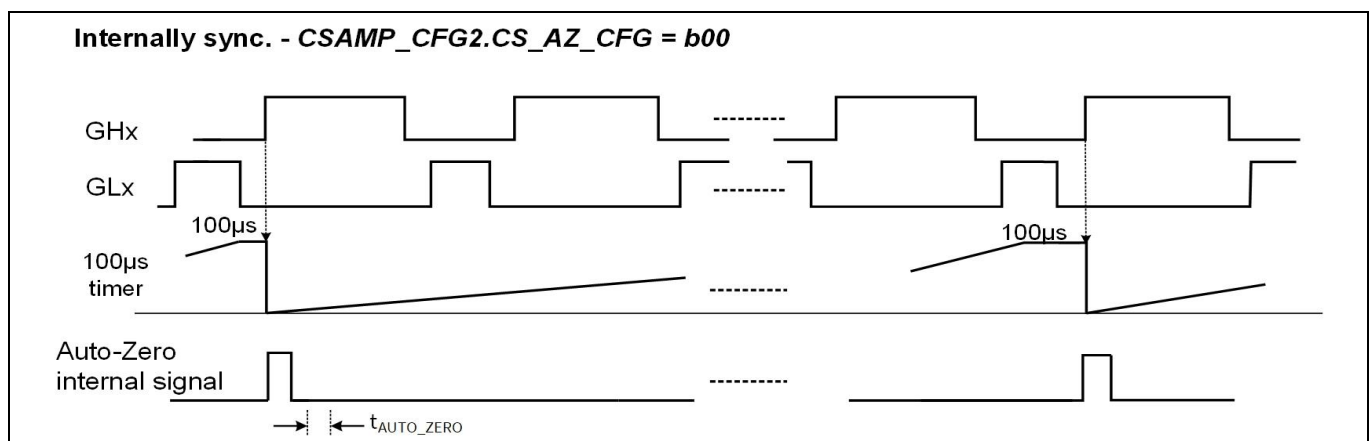 Internally sync. - CSAMP_CFG2.CS_AZ_CFG = b00
GHx
GLx
100µs
100µs
100µs
timer
Auto-Zero
internal signal
tAUTO_ZERO